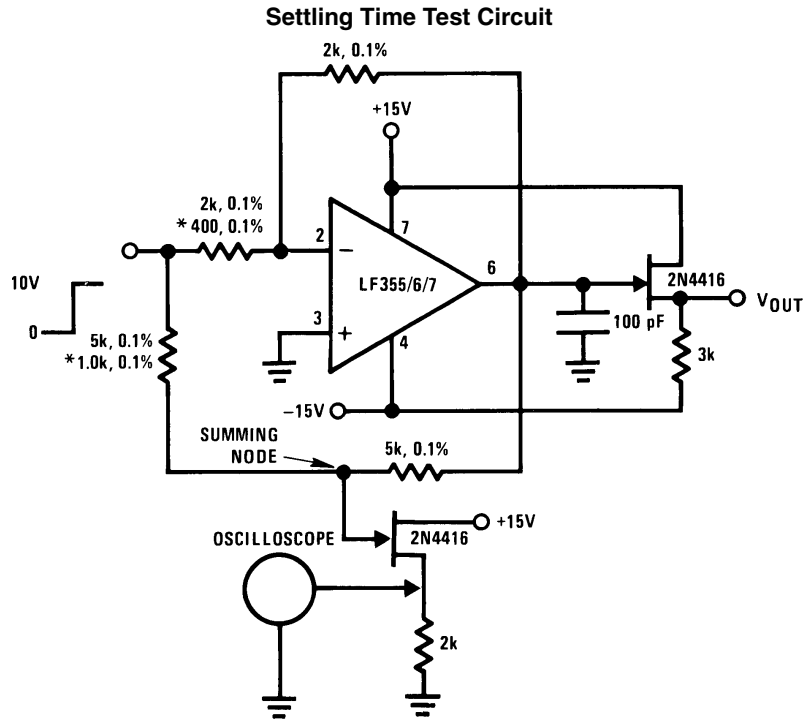 Settling Time Test Circuit
2k, 0.1%
+15V
2k, 0.1%
*400, 0.1%
2
7
−
6
LF355/6/7
2N4416
10V
VOUT
0
3
+
4
100 pF
5k, 0.1%
*1.0k, 0.1%
3k
−15V
SUMMING
NODE
5k, 0.1%
+15V
OSCILLOSCOPE
2N4416
2k